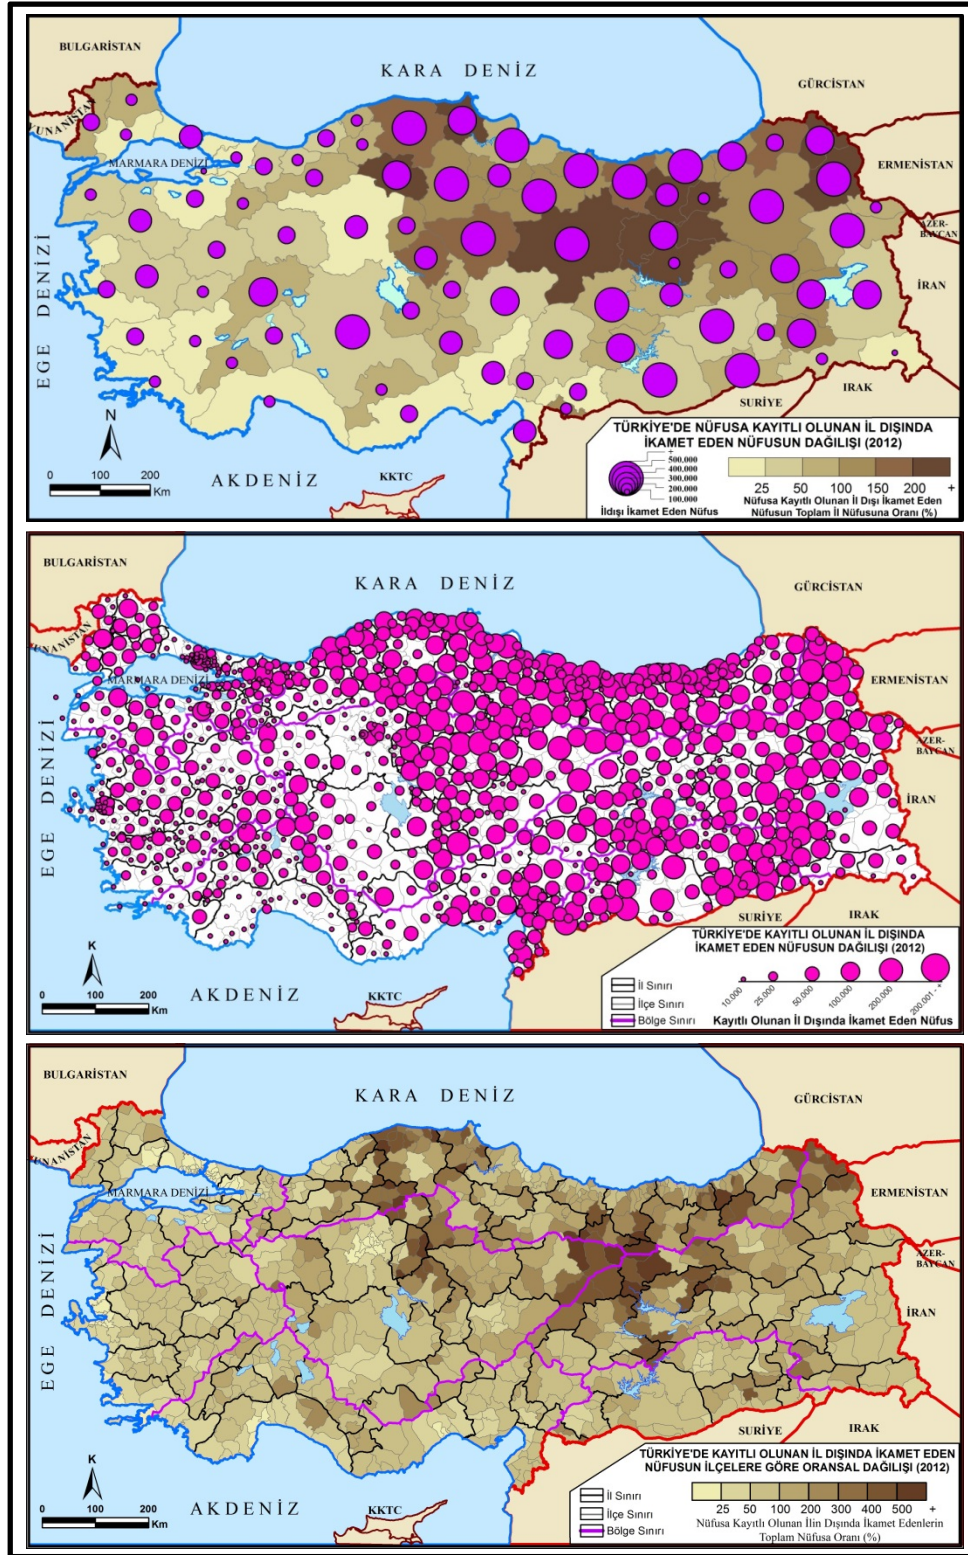 BULGARİSTAN
KARA DENİZ
GÜRCİSTAN
YUNANİSTAN
MARMARA DENİZİ
ERMENİSTAN
AZER-
BAYCAN
İRAN
EGE DENİZİ
SURİYE
IRAK
N
0 100 200
Km
AKDENİZ
KKTC
TÜRKİYE'DE NÜFUSA KAYITLI OLUNAN İL DIŞINDA
İKAMET EDEN NÜFUSUN DAĞILIŞI (2012)
+
500,000
400,000
300,000
200,000
100,000
İldışı İkamet Eden Nüfus
25 50 100 150 200 +
Nüfusa Kayıtlı Olunan İl Dışı İkamet Eden
Nüfusun Toplam İl Nüfusuna Oranı (%)
BULGARİSTAN
KARA DENİZ
GÜRCİSTAN
UNANİSTAN
MARMARA DENİZİ
ERMENİSTAN
AZER-
BAYCAN
İRAN
EGE DENİZİ
SURİYE
IRAK
K
0 100 200
Km
AKDENİZ
KKTC
TÜRKİYE'DE KAYITLI OLUNAN İL DIŞINDA
İKAMET EDEN NÜFUSUN DAĞILIŞI (2012)
İl Sınırı
İlçe Sınırı
Bölge Sınırı
10.000 25.000 50.000 100.000 200.000 200.001 - +
Kayıtlı Olunan İl Dışında İkamet Eden Nüfus
BULGARİSTAN
KARA DENİZ
GÜRCİSTAN
UNANİSTAN
MARMARA DENİZİ
ERMENİSTAN
AZER-
BAYCAN
İRAN
EGE DENİZİ
SURİYE
IRAK
K
0 100 200
Km
AKDENİZ
KKTC
TÜRKİYE'DE KAYITLI OLUNAN İL DIŞINDA İKAMET EDEN
NÜFUSUN İLÇELERE GÖRE ORANSAL DAĞILIŞI (2012)
İl Sınırı
İlçe Sınırı
Bölge Sınırı
25 50 100 200 300 400 500 +
Nüfusa Kayıtlı Olunan İlin Dışında İkamet Edenlerin
Toplam Nüfusa Oranı (%)